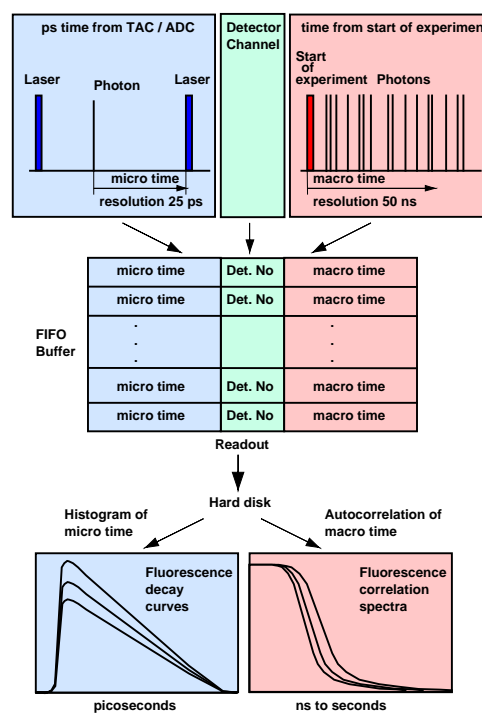 ps time from TAC / ADC
Laser
Laser
Photon
micro time
resolution 25 ps
Detector
Channel
time from start of experiment
Start
of
experiment
Photons
macro time
resolution 50 ns
FIFO
Buffer
micro time Det. No macro time
micro time Det. No macro time
. .
. .
. .
micro time Det. No macro time
micro time Det. No macro time
Readout
Hard disk
Histogram of
micro time
Autocorrelation of
macro time
Fluorescence
decay
curves
Fluorescence
correlation
spectra
picoseconds
ns to seconds